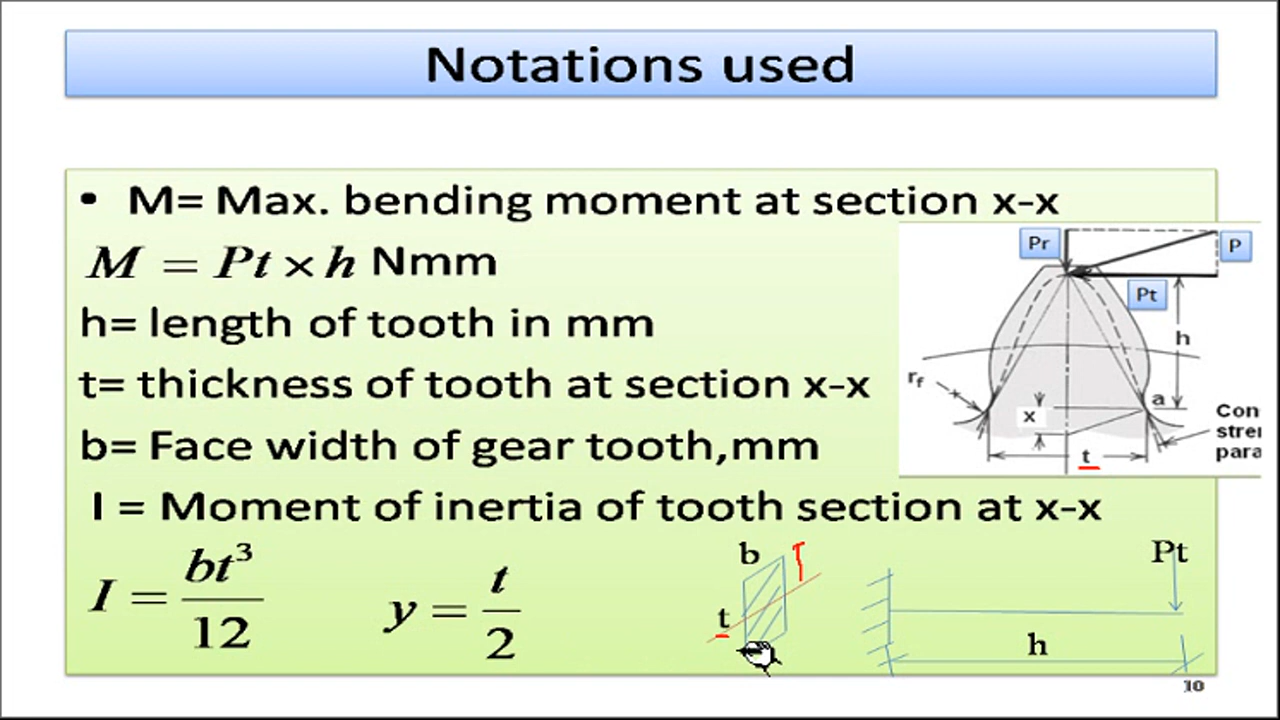 Notations used
• M= Max. bending moment at section x-x
M = Pt × h Nmm
h= length of tooth in mm
t= thickness of tooth at section x-x
b= Face width of gear tooth,mm
I = Moment of inertia of tooth section at x-x
I = bt³/12
y = t/2
Pr
P
Pt
h
rf
a
x
t
Con
stre
para
b
t
Pt
h
10